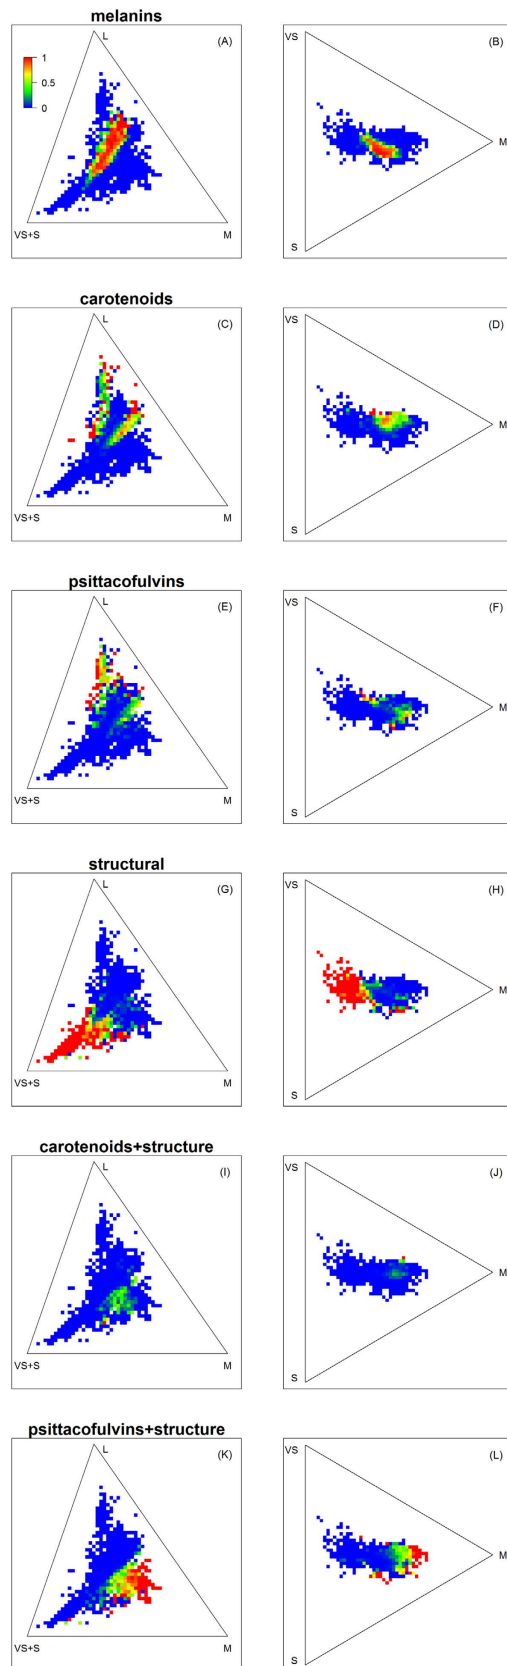 melanins
L
(A)
1
0.5
0
VS+S
M
VS
(B)
M
S
carotenoids
L
(C)
VS+S
M
VS
(D)
M
S
psittacofulvins
L
(E)
VS+S
M
VS
(F)
M
S
structural
L
(G)
VS+S
M
VS
(H)
M
S
carotenoids+structure
L
(I)
VS+S
M
VS
(J)
M
S
psittacofulvins+structure
L
(K)
VS+S
M
VS
(L)
M
S